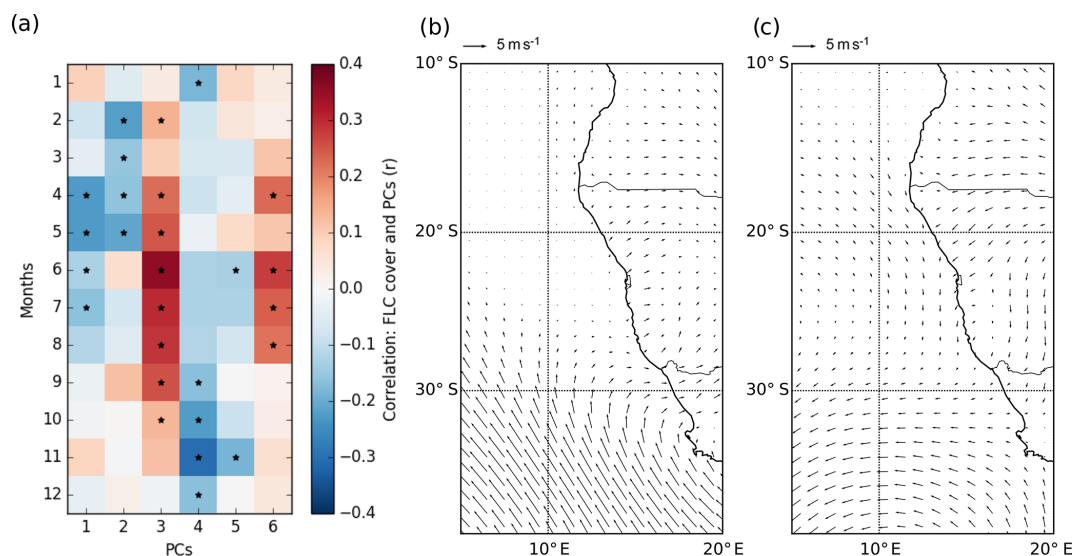 (a)
1
2
3
4
5
6
7
8
9
10
11
12
Months
1 2 3 4 5 6
PCs
0.4
0.3
0.2
0.1
0.0
−0.1
−0.2
−0.3
−0.4
Correlation: FLC cover and PCs (r)
(b)
5 m s⁻¹
10° S
20° S
30° S
10° E 20° E
(c)
5 m s⁻¹
10° S
20° S
30° S
10° E 20° E